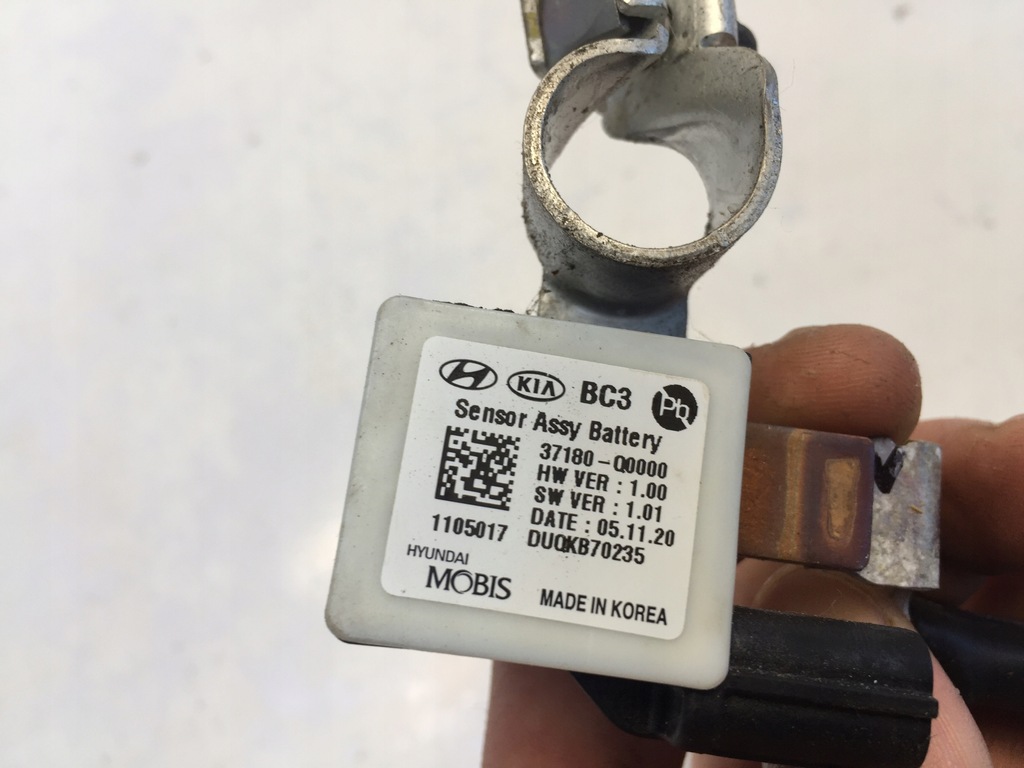 KIA BC3 Pb
Sensor Assy Battery
37180-Q0000
HW VER : 1.00
SW VER : 1.01
DATE : 05.11.20
1105017 DUQKB70235
HYUNDAI
MOBIS MADE IN KOREA